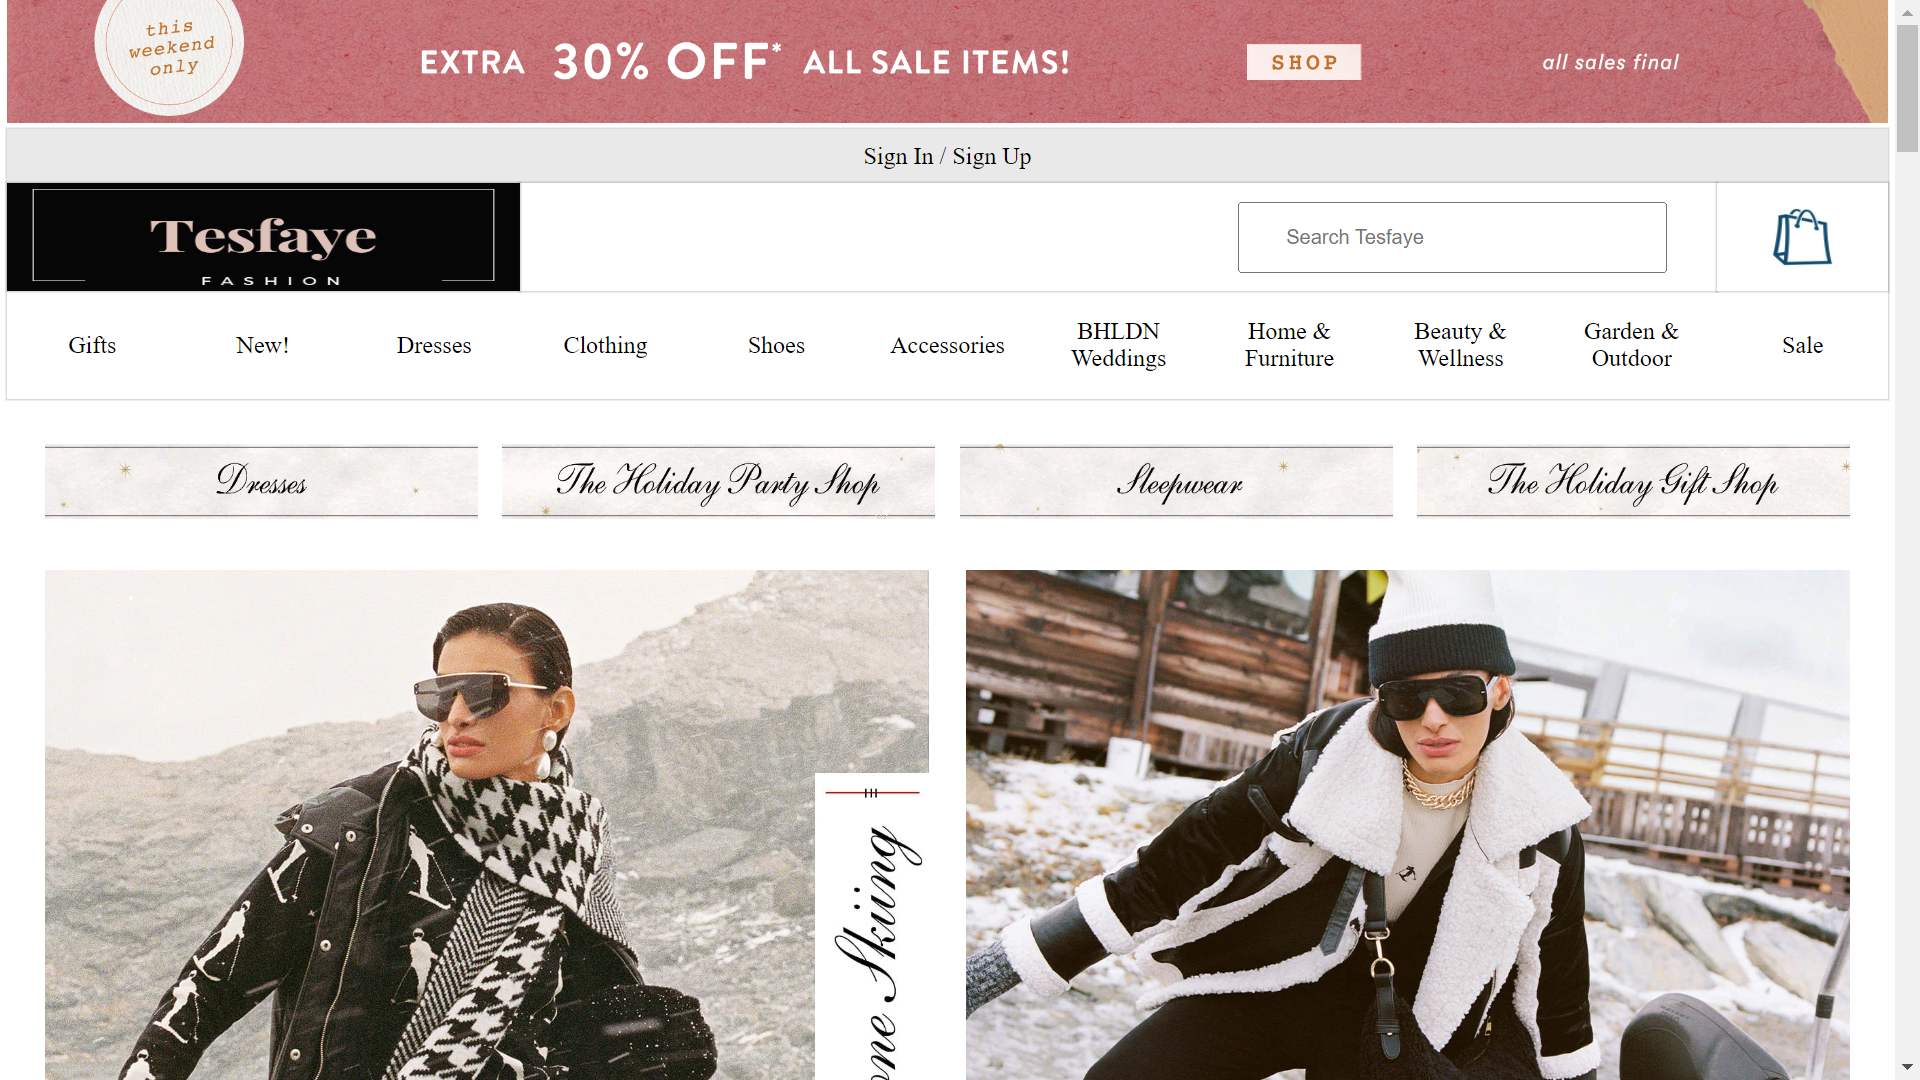 this
weekend
only
EXTRA 30% OFF* ALL SALE ITEMS!
SHOP
all sales final
Sign In / Sign Up
Tesfaye
FASHION
Search Tesfaye
Gifts
New!
Dresses
Clothing
Shoes
Accessories
BHLDN
Weddings
Home &
Furniture
Beauty &
Wellness
Garden &
Outdoor
Sale
Dresses
The Holiday Party Shop
Sleepwear
The Holiday Gift Shop
Skiing